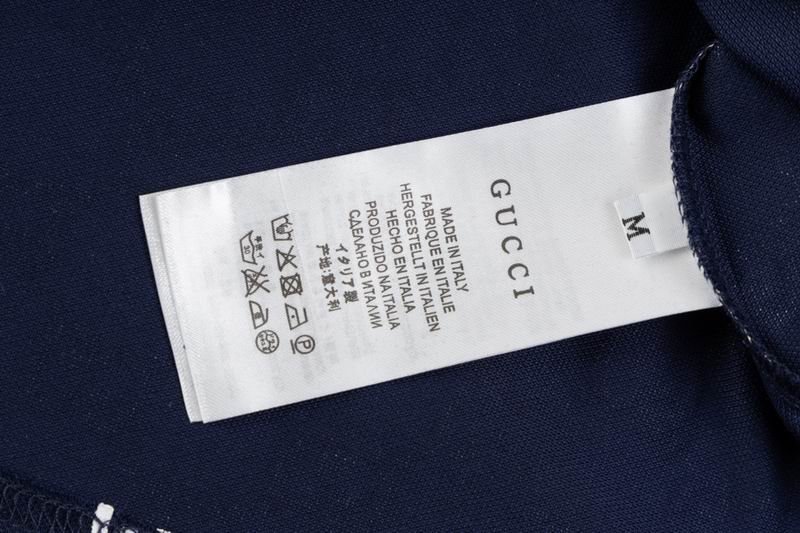 GUCCI
MADE IN ITALY
FABRIQUE EN ITALIE
HERGESTELLT IN ITALIEN
HECHO EN ITALIA
PRODUZIDO NA ITALIA
СДЕЛАНО В ИТАЛИИ
イタリア製
产地:意大利
P
30
M